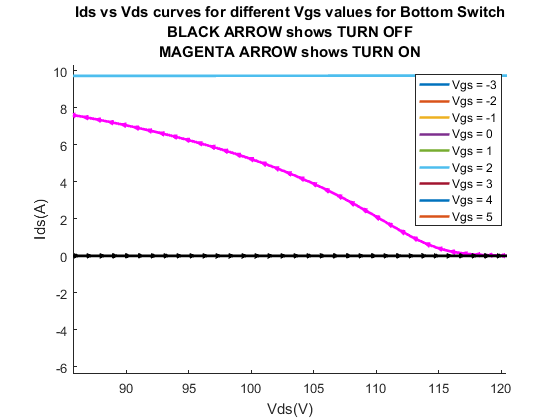 Ids vs Vds curves for different Vgs values for Bottom Switch
BLACK ARROW shows TURN OFF
MAGENTA ARROW shows TURN ON
10
8
6
4
2
0
-2
-4
-6
Ids(A)
Vgs = -3
Vgs = -2
Vgs = -1
Vgs = 0
Vgs = 1
Vgs = 2
Vgs = 3
Vgs = 4
Vgs = 5
90 95 100 105 110 115 120
Vds(V)